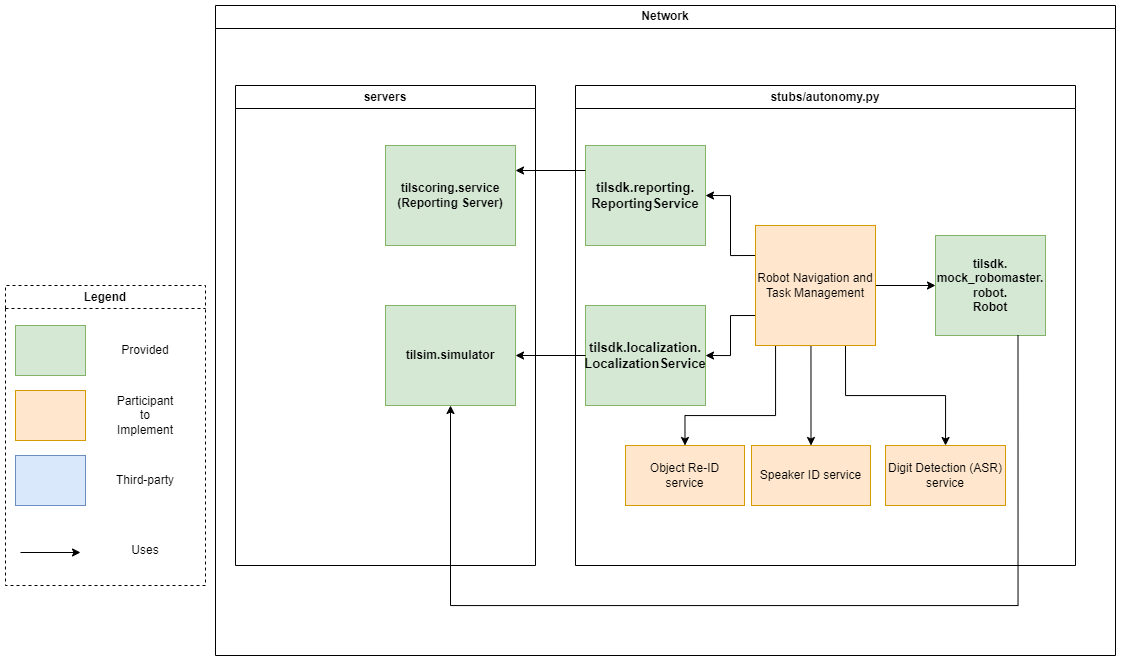 Network
servers
stubs/autonomy.py
tilscoring.service
(Reporting Server)
tilsdk.reporting.
ReportingService
Robot Navigation and
Task Management
tilsdk.
mock_robomaster.
robot.
Robot
tilsim.simulator
tilsdk.localization.
LocalizationService
Object Re-ID
service
Speaker ID service
Digit Detection (ASR)
service
Legend
Provided
Participant
to
Implement
Third-party
Uses